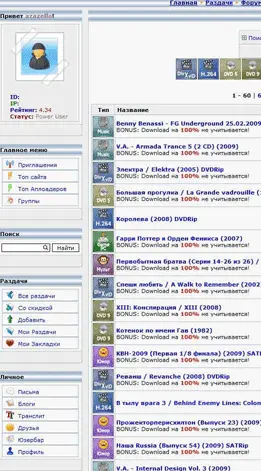 Главная • Раздачи • Форум
Привет azazello!
ID:
IP:
Рейтинг: 4.34
Статус: Power User
DivXviD H.264 DVD 5 DVD 9
1 - 60 |
Главное меню
Приглашения
Топ сайта
Топ Аплоадеров
Группы
Поиск
Найти
Раздачи
Все раздачи
Со скидкой
Добавить
Мои Раздачи
Мои Закладки
Личное
Письма
Блоги
Транслит
Друзья
Юзербар
Профиль
Тип Название
Benny Benassi - FG Underground 25.02.2009
BONUS: Download на 100% не учитывается!
V.A. - Armada Trance 5 (2 CD) (2009)
BONUS: Download на 100% не учитывается!
Электра / Elektra (2005) DVDRip
BONUS: Download на 100% не учитывается!
Большая прогулка / La Grande vadrouille
BONUS: Download на 100% не учитывается!
Королева (2008) DVDRip
Гарри Поттер и Орден Феникса (2007)
BONUS: Download на 100% не учитывается!
Первобытная братва (Серии 14-26 из 26) /
BONUS: Download на 100% не учитывается!
Спеши любить / A Walk to Remember (2002)
BONUS: Download на 100% не учитывается!
XIII: Конспирация / XIII (2008)
BONUS: Download на 100% не учитывается!
Котенок по имени Гав (1982)
BONUS: Download на 100% не учитывается!
КВН-2009 (Первая 1/8 финала) (2009) SATRip
BONUS: Download на 100% не учитывается!
Реванш / Revanche (2008) DVDRip
BONUS: Download на 100% не учитывается!
В тылу врага 3 / Behind Enemy Lines: Colom
BONUS: Download на 100% не учитывается!
Прожекторперисхилтон (Выпуск 23) (2009)
BONUS: Download на 100% не учитывается!
Наша Russia (Выпуск 54) (2009) SATRip
BONUS: Download на 100% не учитывается!
V.A. - Internal Design Vol. 3 (2009)